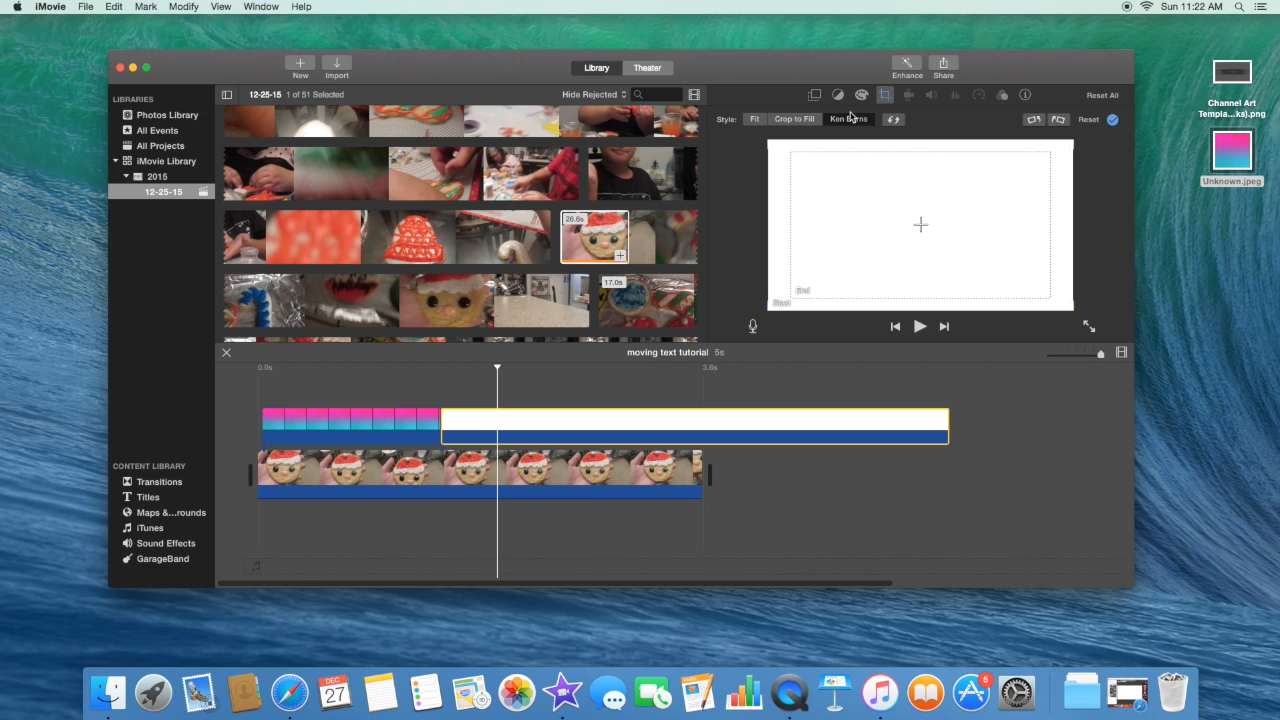 iMovie File Edit Mark Modify View Window Help Sun 11:22 AM
Library Theater
New Import Enhance Share
LIBRARIES 12-25-15 1 of 51 Selected Hide Rejected Reset All
Photos Library
All Events
All Projects
iMovie Library
2015
12-25-15
Style: Fit Crop to Fill Ken Burns Reset
26.6s
17.0s
End
Start
Channel Art
Templa...ks).png
Unknown.jpeg
moving text tutorial 5s
0.0s 3.6s
CONTENT LIBRARY
Transitions
Titles
Maps &...rounds
iTunes
Sound Effects
GarageBand
DEC
27
5